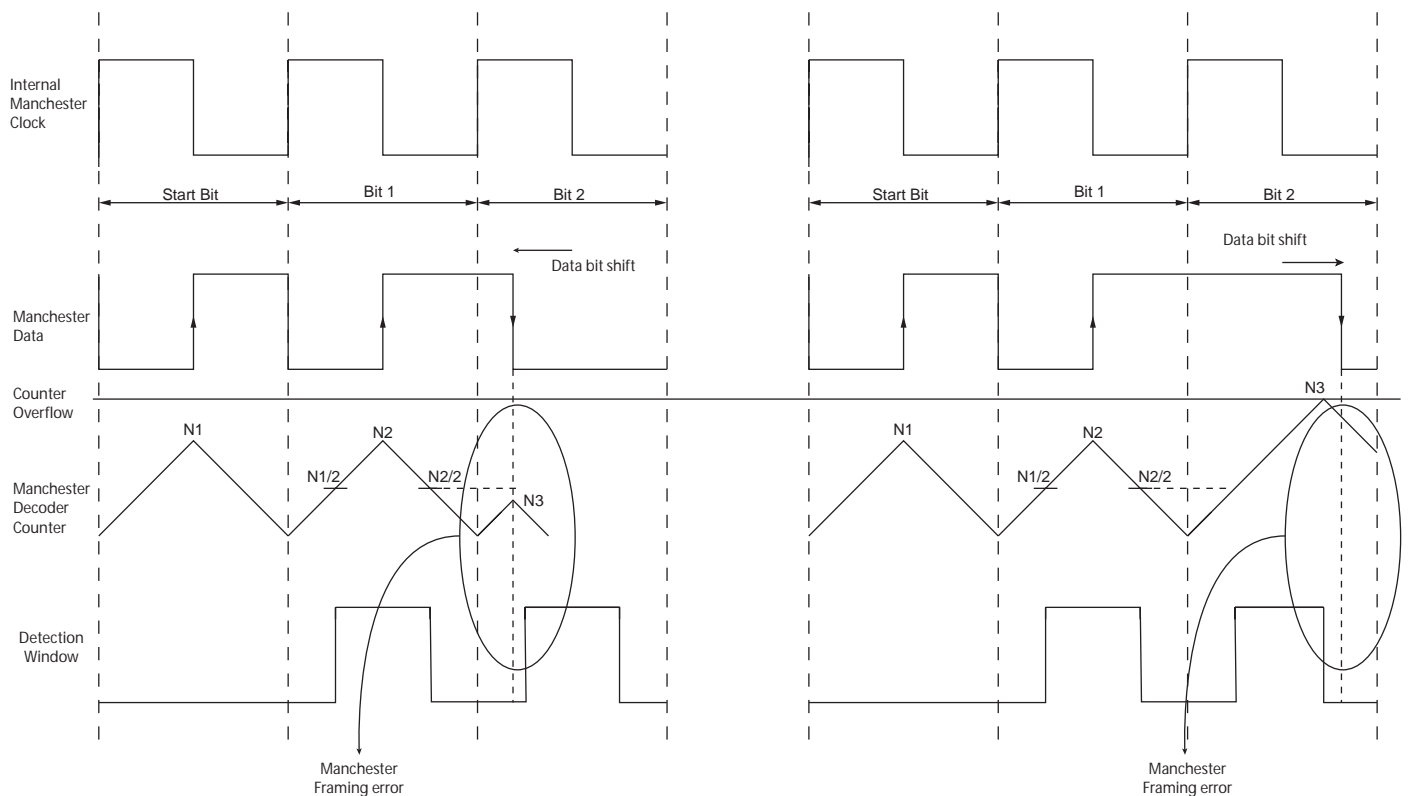 Internal
Manchester
Clock
Start Bit
Bit 1
Bit 2
Start Bit
Bit 1
Bit 2
Data bit shift
Data bit shift
Manchester
Data
Counter
Overflow
N1
N2
N1/2
N2/2
N3
N1
N2
N1/2
N2/2
N3
Manchester
Decoder
Counter
Detection
Window
Manchester
Framing error
Manchester
Framing error